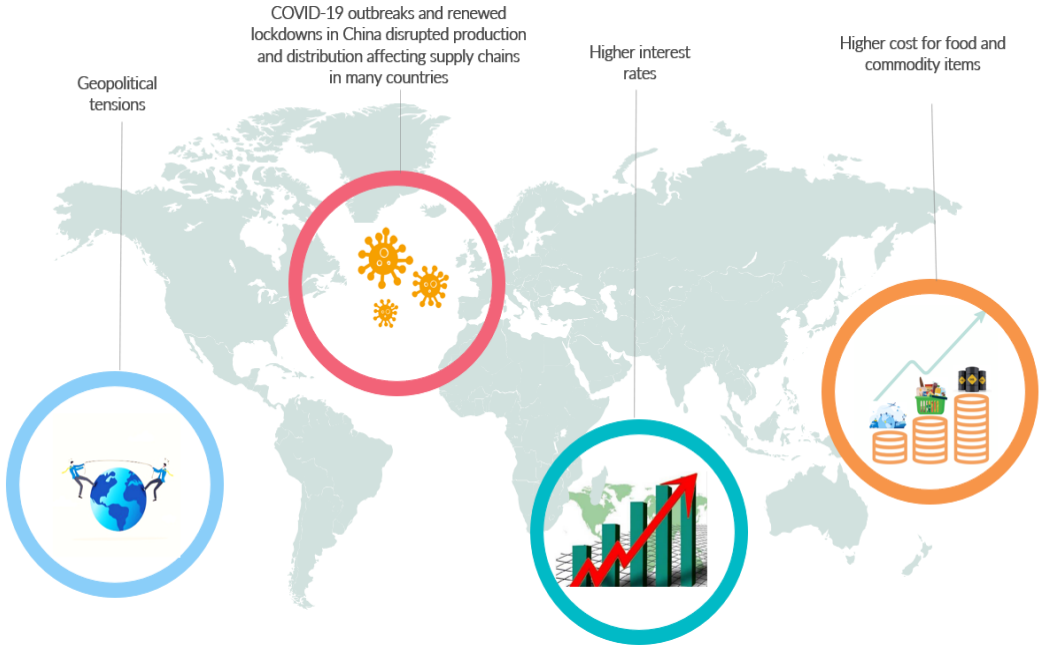 Geopolitical
tensions
COVID-19 outbreaks and renewed
lockdowns in China disrupted production
and distribution affecting supply chains
in many countries
Higher interest
rates
Higher cost for food and
commodity items